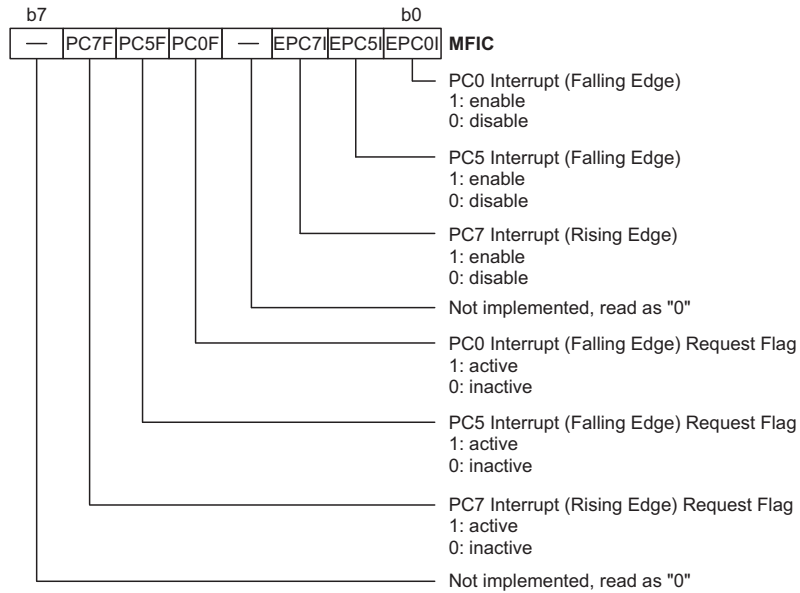 b7 b0
— PC7F PC5F PC0F — EPC7I EPC5I EPC0I MFIC
PC0 Interrupt (Falling Edge)
1: enable
0: disable
PC5 Interrupt (Falling Edge)
1: enable
0: disable
PC7 Interrupt (Rising Edge)
1: enable
0: disable
Not implemented, read as "0"
PC0 Interrupt (Falling Edge) Request Flag
1: active
0: inactive
PC5 Interrupt (Falling Edge) Request Flag
1: active
0: inactive
PC7 Interrupt (Rising Edge) Request Flag
1: active
0: inactive
Not implemented, read as "0"